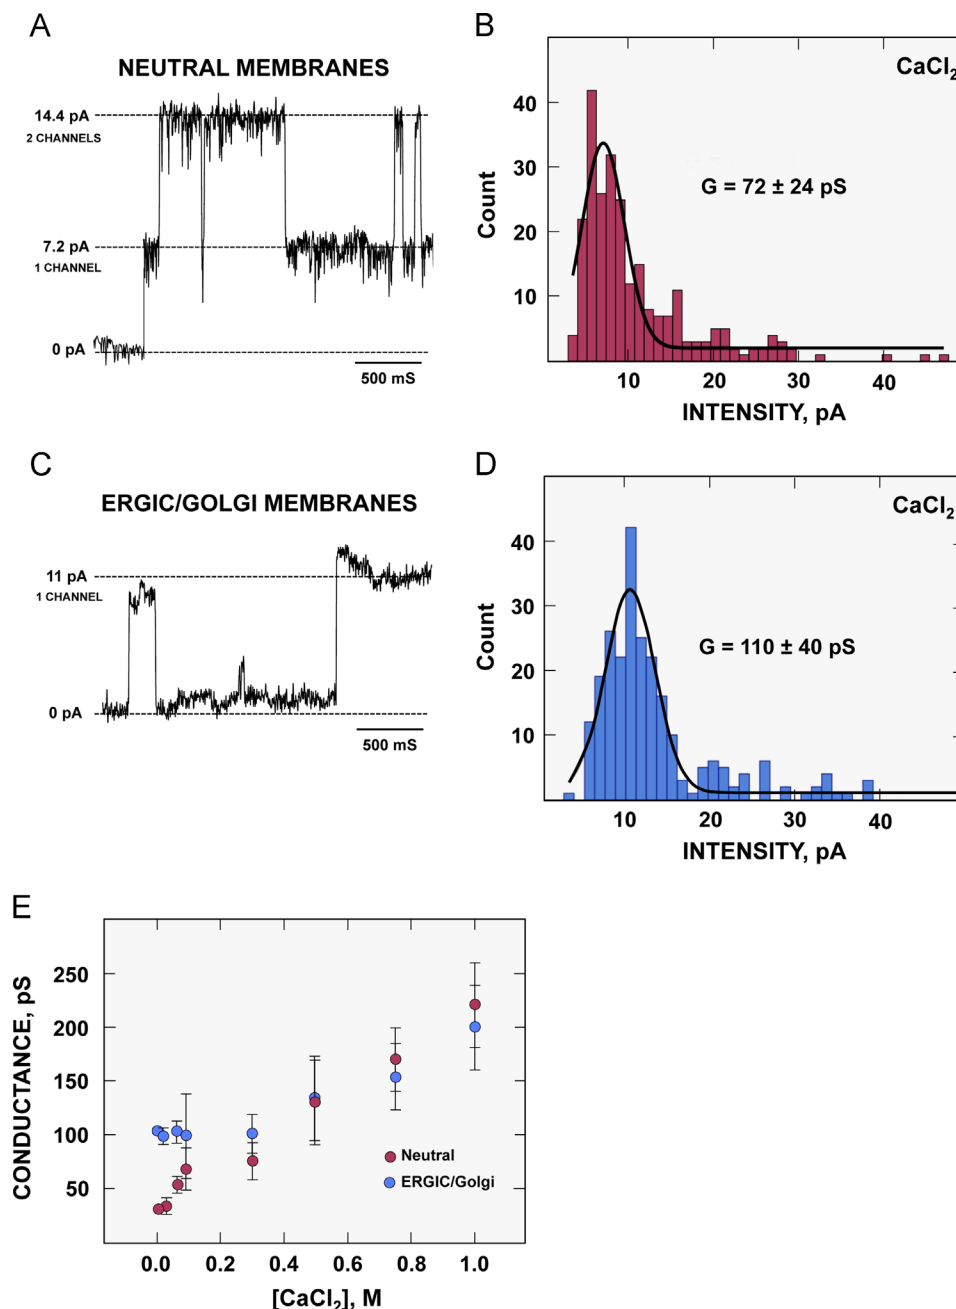 A
NEUTRAL MEMBRANES
14.4 pA
2 CHANNELS
7.2 pA
1 CHANNEL
0 pA
500 mS
B
CaCl₂
G = 72 ± 24 pS
Count
40
30
20
10
10 20 30 40
INTENSITY, pA
C
ERGIC/GOLGI MEMBRANES
11 pA
1 CHANNEL
0 pA
500 mS
D
CaCl₂
G = 110 ± 40 pS
Count
40
30
20
10
10 20 30 40
INTENSITY, pA
E
CONDUCTANCE, pS
250
200
150
100
50
Neutral
ERGIC/Golgi
0.0 0.2 0.4 0.6 0.8 1.0
[CaCl₂], M